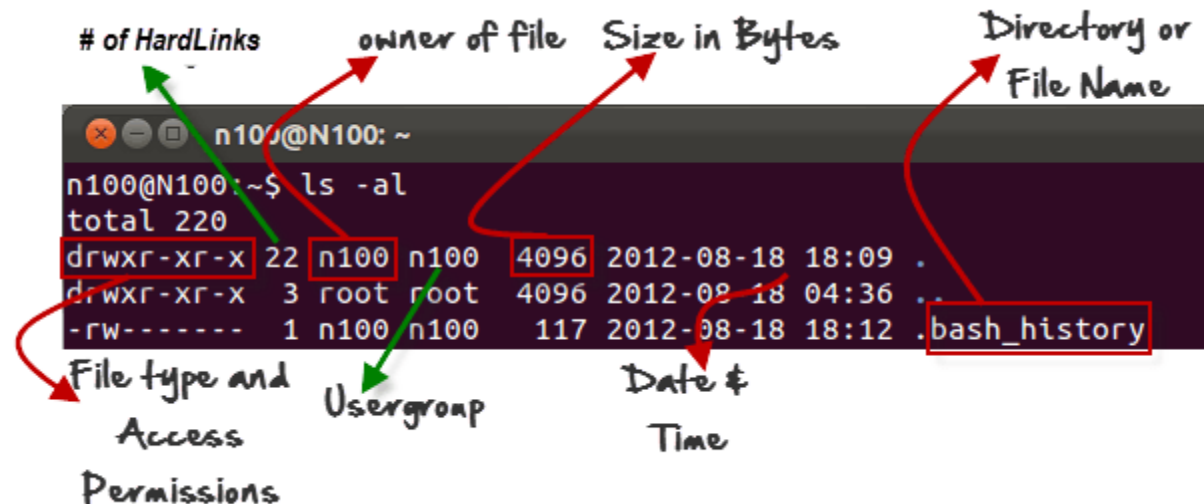 # of HardLinks owner of file Size in Bytes Directory or
File Name
n100@N100: ~
n100@N100:~$ ls -al
total 220
drwxr-xr-x 22 n100 n100 4096 2012-08-18 18:09 .
drwxr-xr-x 3 root root 4096 2012-08-18 04:36 ..
-rw------- 1 n100 n100 117 2012-08-18 18:12 .bash_history
File type and
Access
Permissions
Usergroup
Date &
Time